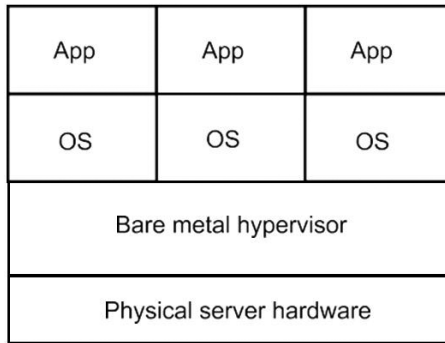 App App App
OS OS OS
Bare metal hypervisor
Physical server hardware